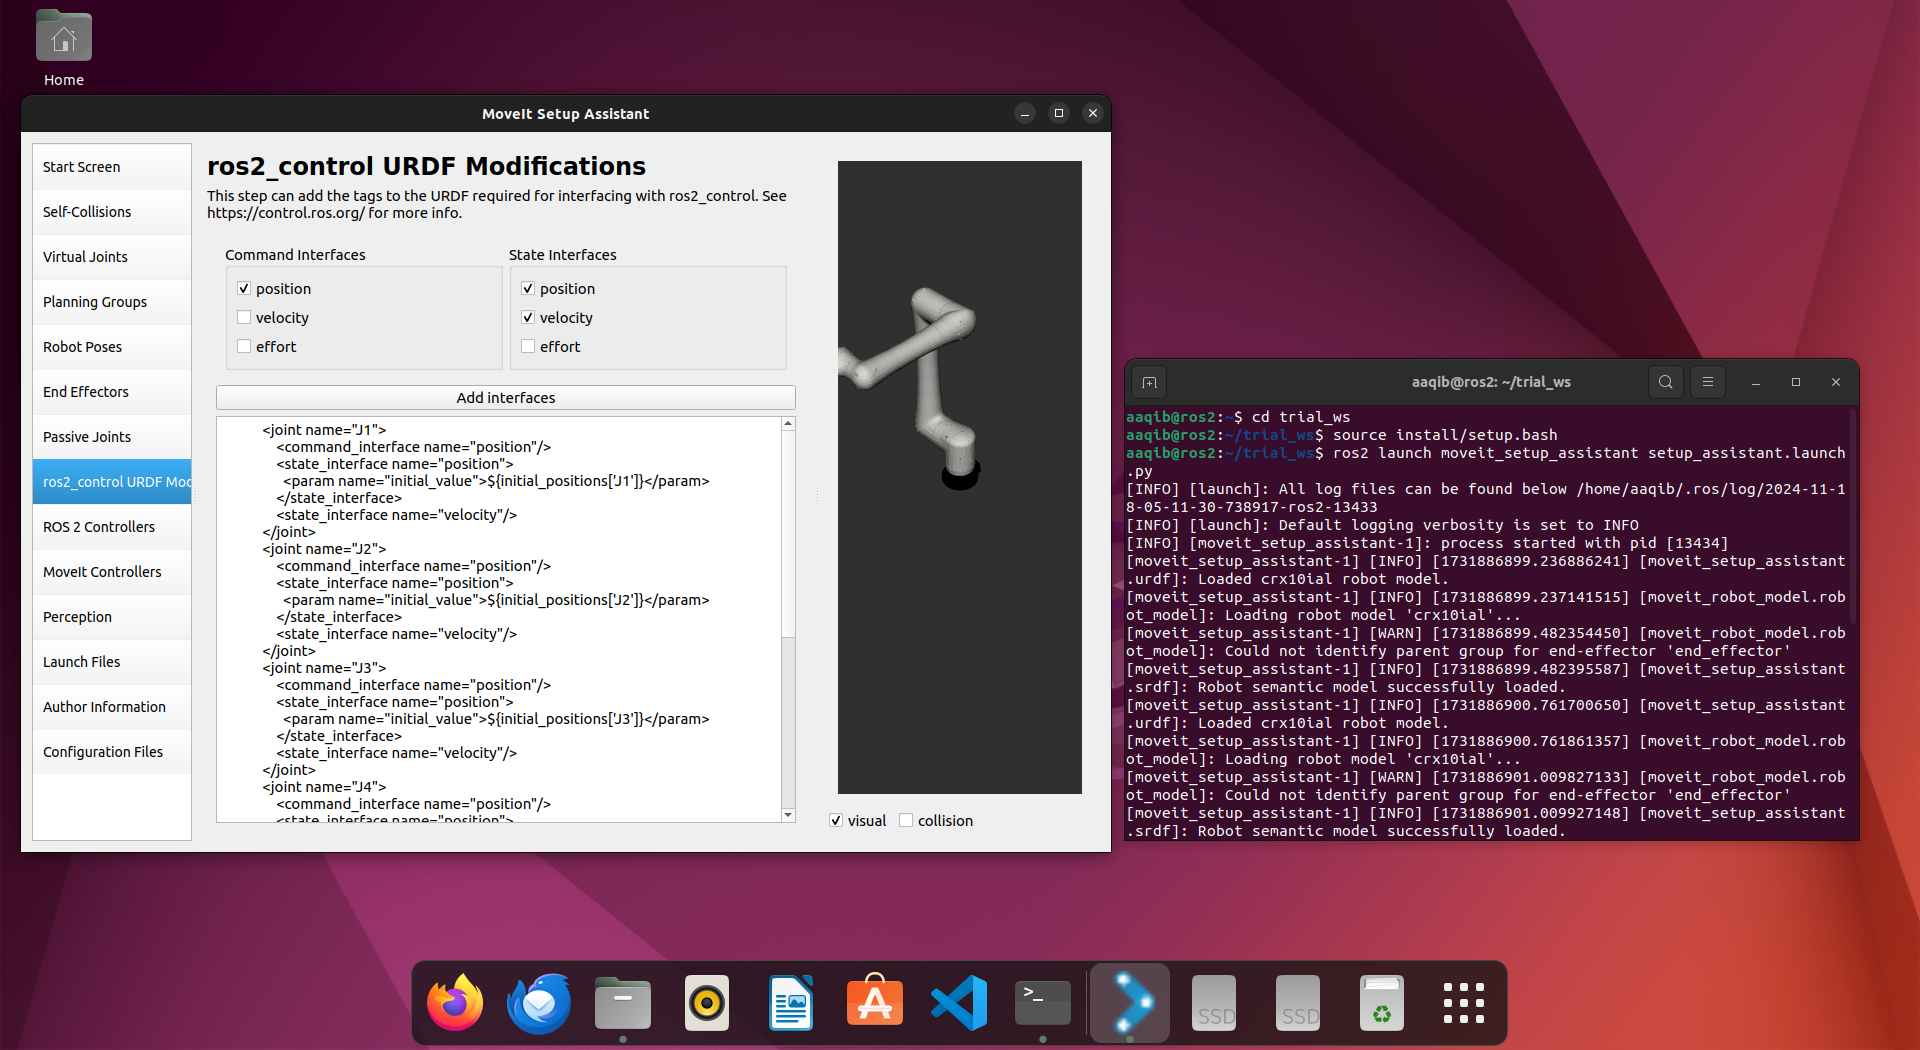 Home
MoveIt Setup Assistant
Start Screen
Self-Collisions
Virtual Joints
Planning Groups
Robot Poses
End Effectors
Passive Joints
ros2_control URDF Moc
ROS 2 Controllers
MoveIt Controllers
Perception
Launch Files
Author Information
Configuration Files
ros2_control URDF Modifications
This step can add the tags to the URDF required for interfacing with ros2_control. See
https://control.ros.org/ for more info.
Command Interfaces
position
velocity
effort
State Interfaces
position
velocity
effort
Add interfaces
<joint name="J1">
<command_interface name="position"/>
<state_interface name="position">
<param name="initial_value">${initial_positions['J1']}</param>
</state_interface>
<state_interface name="velocity"/>
</joint>
<joint name="J2">
<command_interface name="position"/>
<state_interface name="position">
<param name="initial_value">${initial_positions['J2']}</param>
</state_interface>
<state_interface name="velocity"/>
</joint>
<joint name="J3">
<command_interface name="position"/>
<state_interface name="position">
<param name="initial_value">${initial_positions['J3']}</param>
</state_interface>
<state_interface name="velocity"/>
</joint>
<joint name="J4">
<command_interface name="position"/>
<state_interface name="position">
visual
collision
aaqib@ros2: ~/trial_ws
aaqib@ros2:~$ cd trial_ws
aaqib@ros2:~/trial_ws$ source install/setup.bash
aaqib@ros2:~/trial_ws$ ros2 launch moveit_setup_assistant setup_assistant.launch
.py
[INFO] [launch]: All log files can be found below /home/aaqib/.ros/log/2024-11-1
8-05-11-30-738917-ros2-13433
[INFO] [launch]: Default logging verbosity is set to INFO
[INFO] [moveit_setup_assistant-1]: process started with pid [13434]
[moveit_setup_assistant-1] [INFO] [1731886899.236886241] [moveit_setup_assistant
.urdf]: Loaded crx10ial robot model.
[moveit_setup_assistant-1] [INFO] [1731886899.237141515] [moveit_robot_model.rob
ot_model]: Loading robot model 'crx10ial'...
[moveit_setup_assistant-1] [WARN] [1731886899.482354450] [moveit_robot_model.rob
ot_model]: Could not identify parent group for end-effector 'end_effector'
[moveit_setup_assistant-1] [INFO] [1731886899.482395587] [moveit_setup_assistant
.srdf]: Robot semantic model successfully loaded.
[moveit_setup_assistant-1] [INFO] [1731886900.761700650] [moveit_setup_assistant
.urdf]: Loaded crx10ial robot model.
[moveit_setup_assistant-1] [INFO] [1731886900.761861357] [moveit_robot_model.rob
ot_model]: Loading robot model 'crx10ial'...
[moveit_setup_assistant-1] [WARN] [1731886901.009827133] [moveit_robot_model.rob
ot_model]: Could not identify parent group for end-effector 'end_effector'
[moveit_setup_assistant-1] [INFO] [1731886901.009927148] [moveit_setup_assistant
.srdf]: Robot semantic model successfully loaded.
>_
SSD
SSD